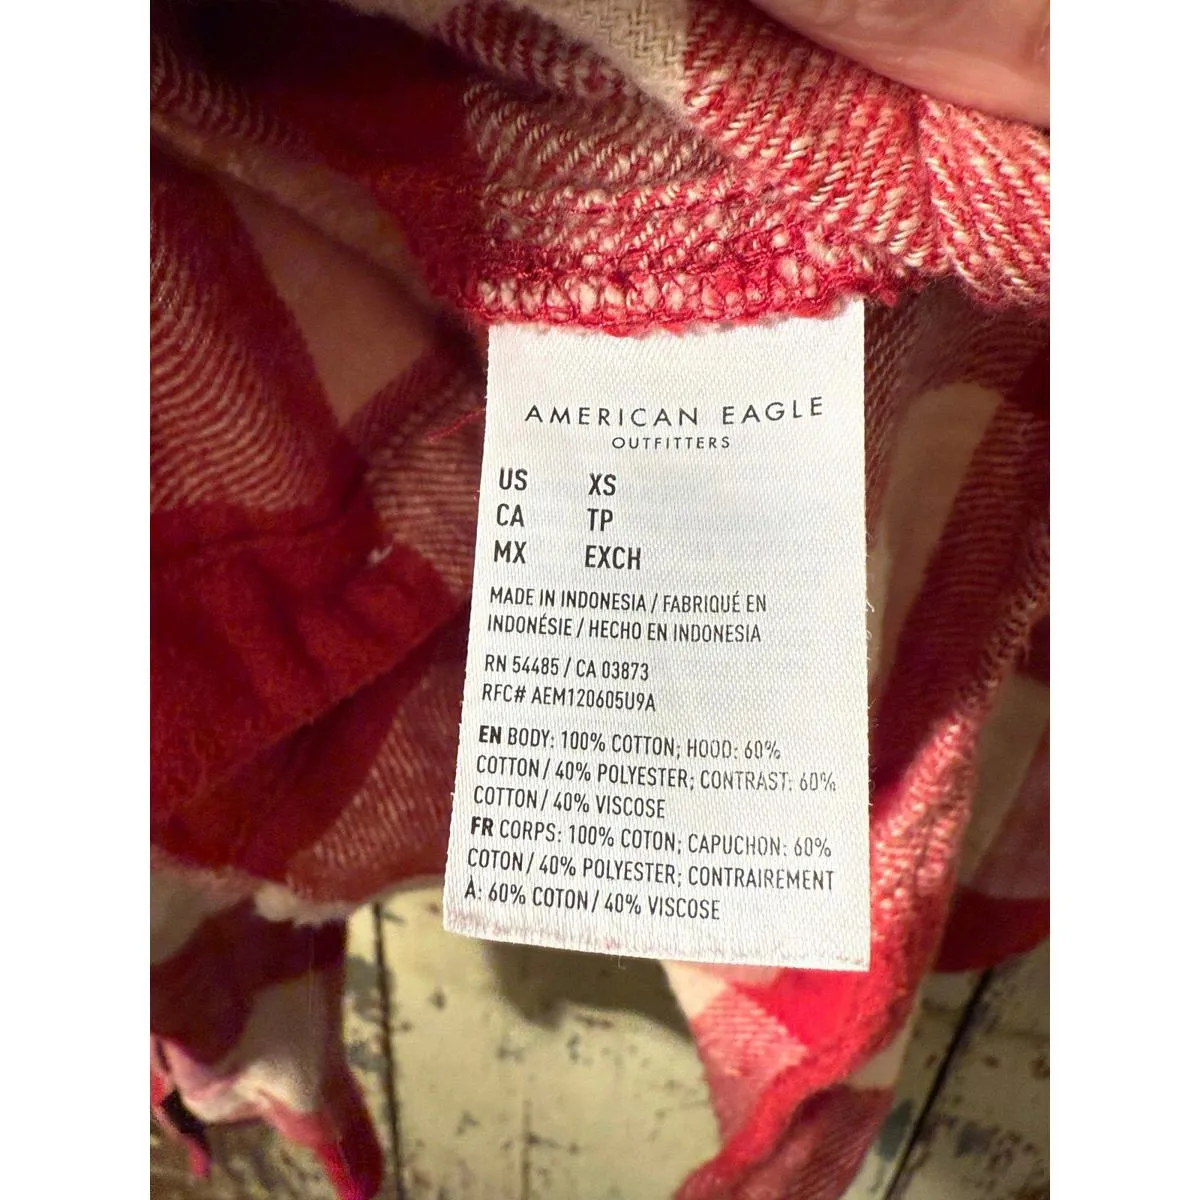 AMERICAN EAGLE
OUTFITTERS
US XS
CA TP
MX EXCH
MADE IN INDONESIA / FABRIQUÉ EN
INDONÉSIE / HECHO EN INDONESIA
RN 54485 / CA 03873
RFC# AEM120605U9A
EN BODY: 100% COTTON; HOOD: 60%
COTTON / 40% POLYESTER; CONTRAST: 60%
COTTON / 40% VISCOSE
FR CORPS: 100% COTON; CAPUCHON: 60%
COTON / 40% POLYESTER; CONTRAIREMENT
À: 60% COTON / 40% VISCOSE